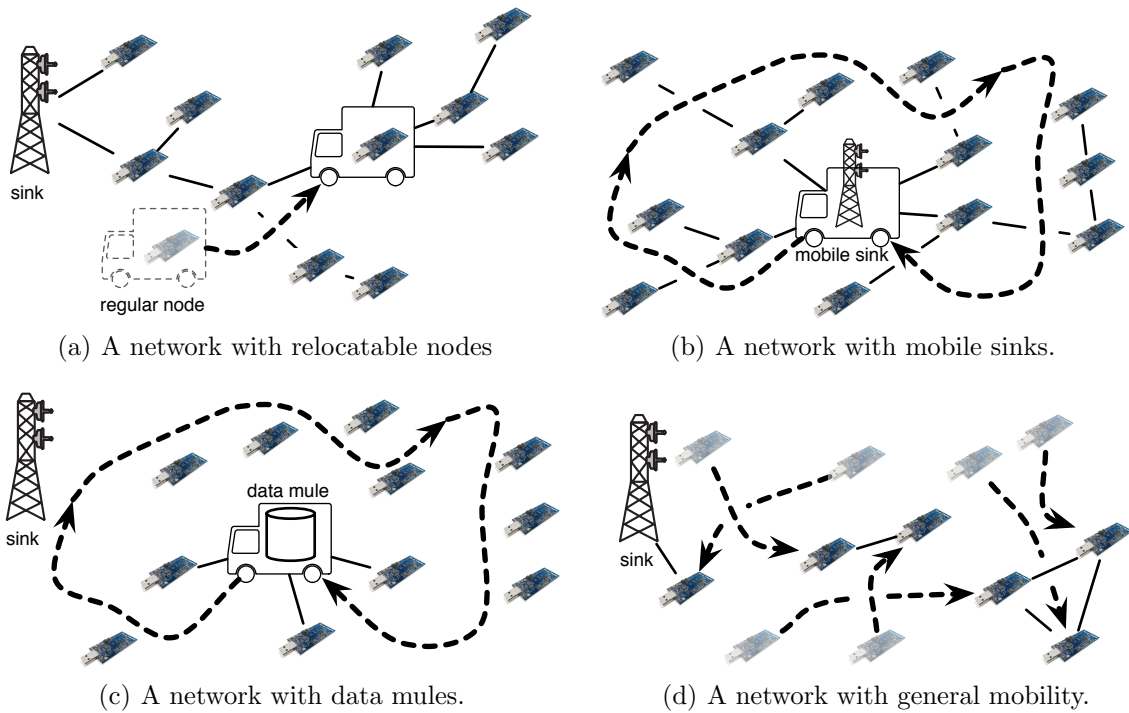 sink
regular node
(a) A network with relocatable nodes
mobile sink
(b) A network with mobile sinks.
sink
data mule
(c) A network with data mules.
sink
(d) A network with general mobility.